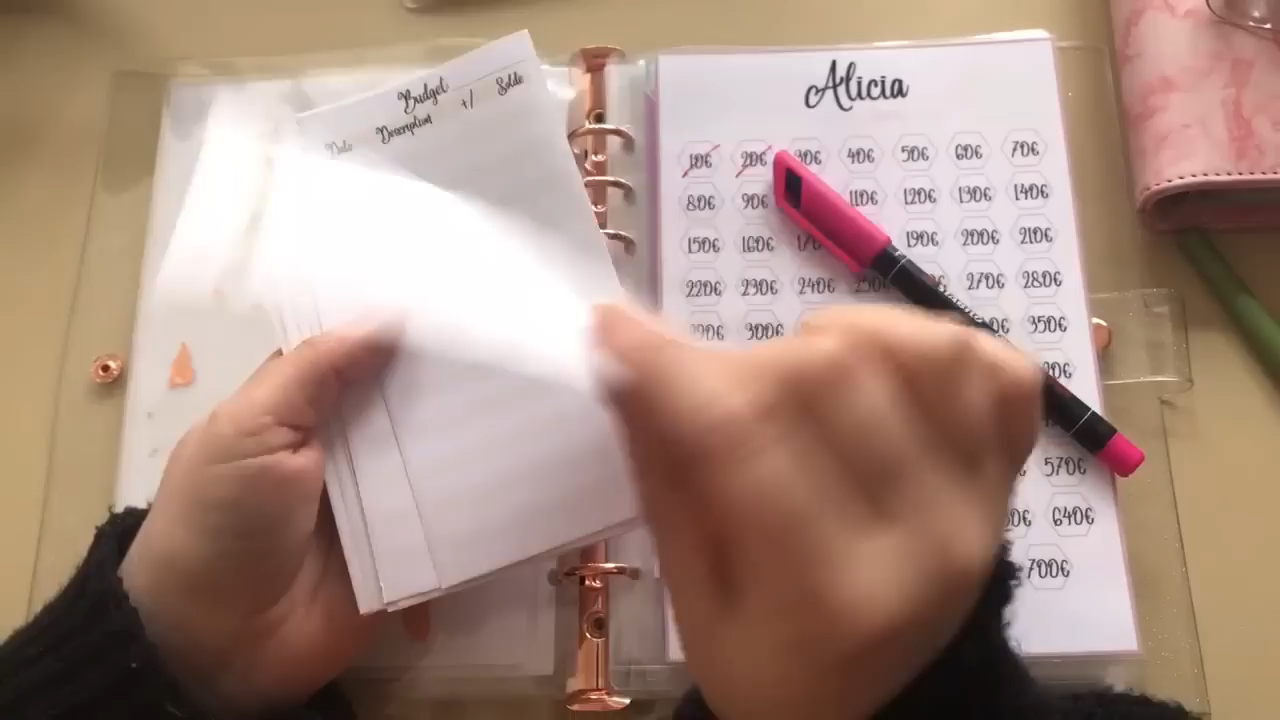 Budget
Date Description +/ Solde
Alicia
10€ 20€ 30€ 40€ 50€ 60€ 70€
80€ 90€ 110€ 120€ 130€ 140€
150€ 160€ 190€ 200€ 210€
220€ 230€ 240€ 250€ 270€ 280€
300€ 350€
570€
640€
700€